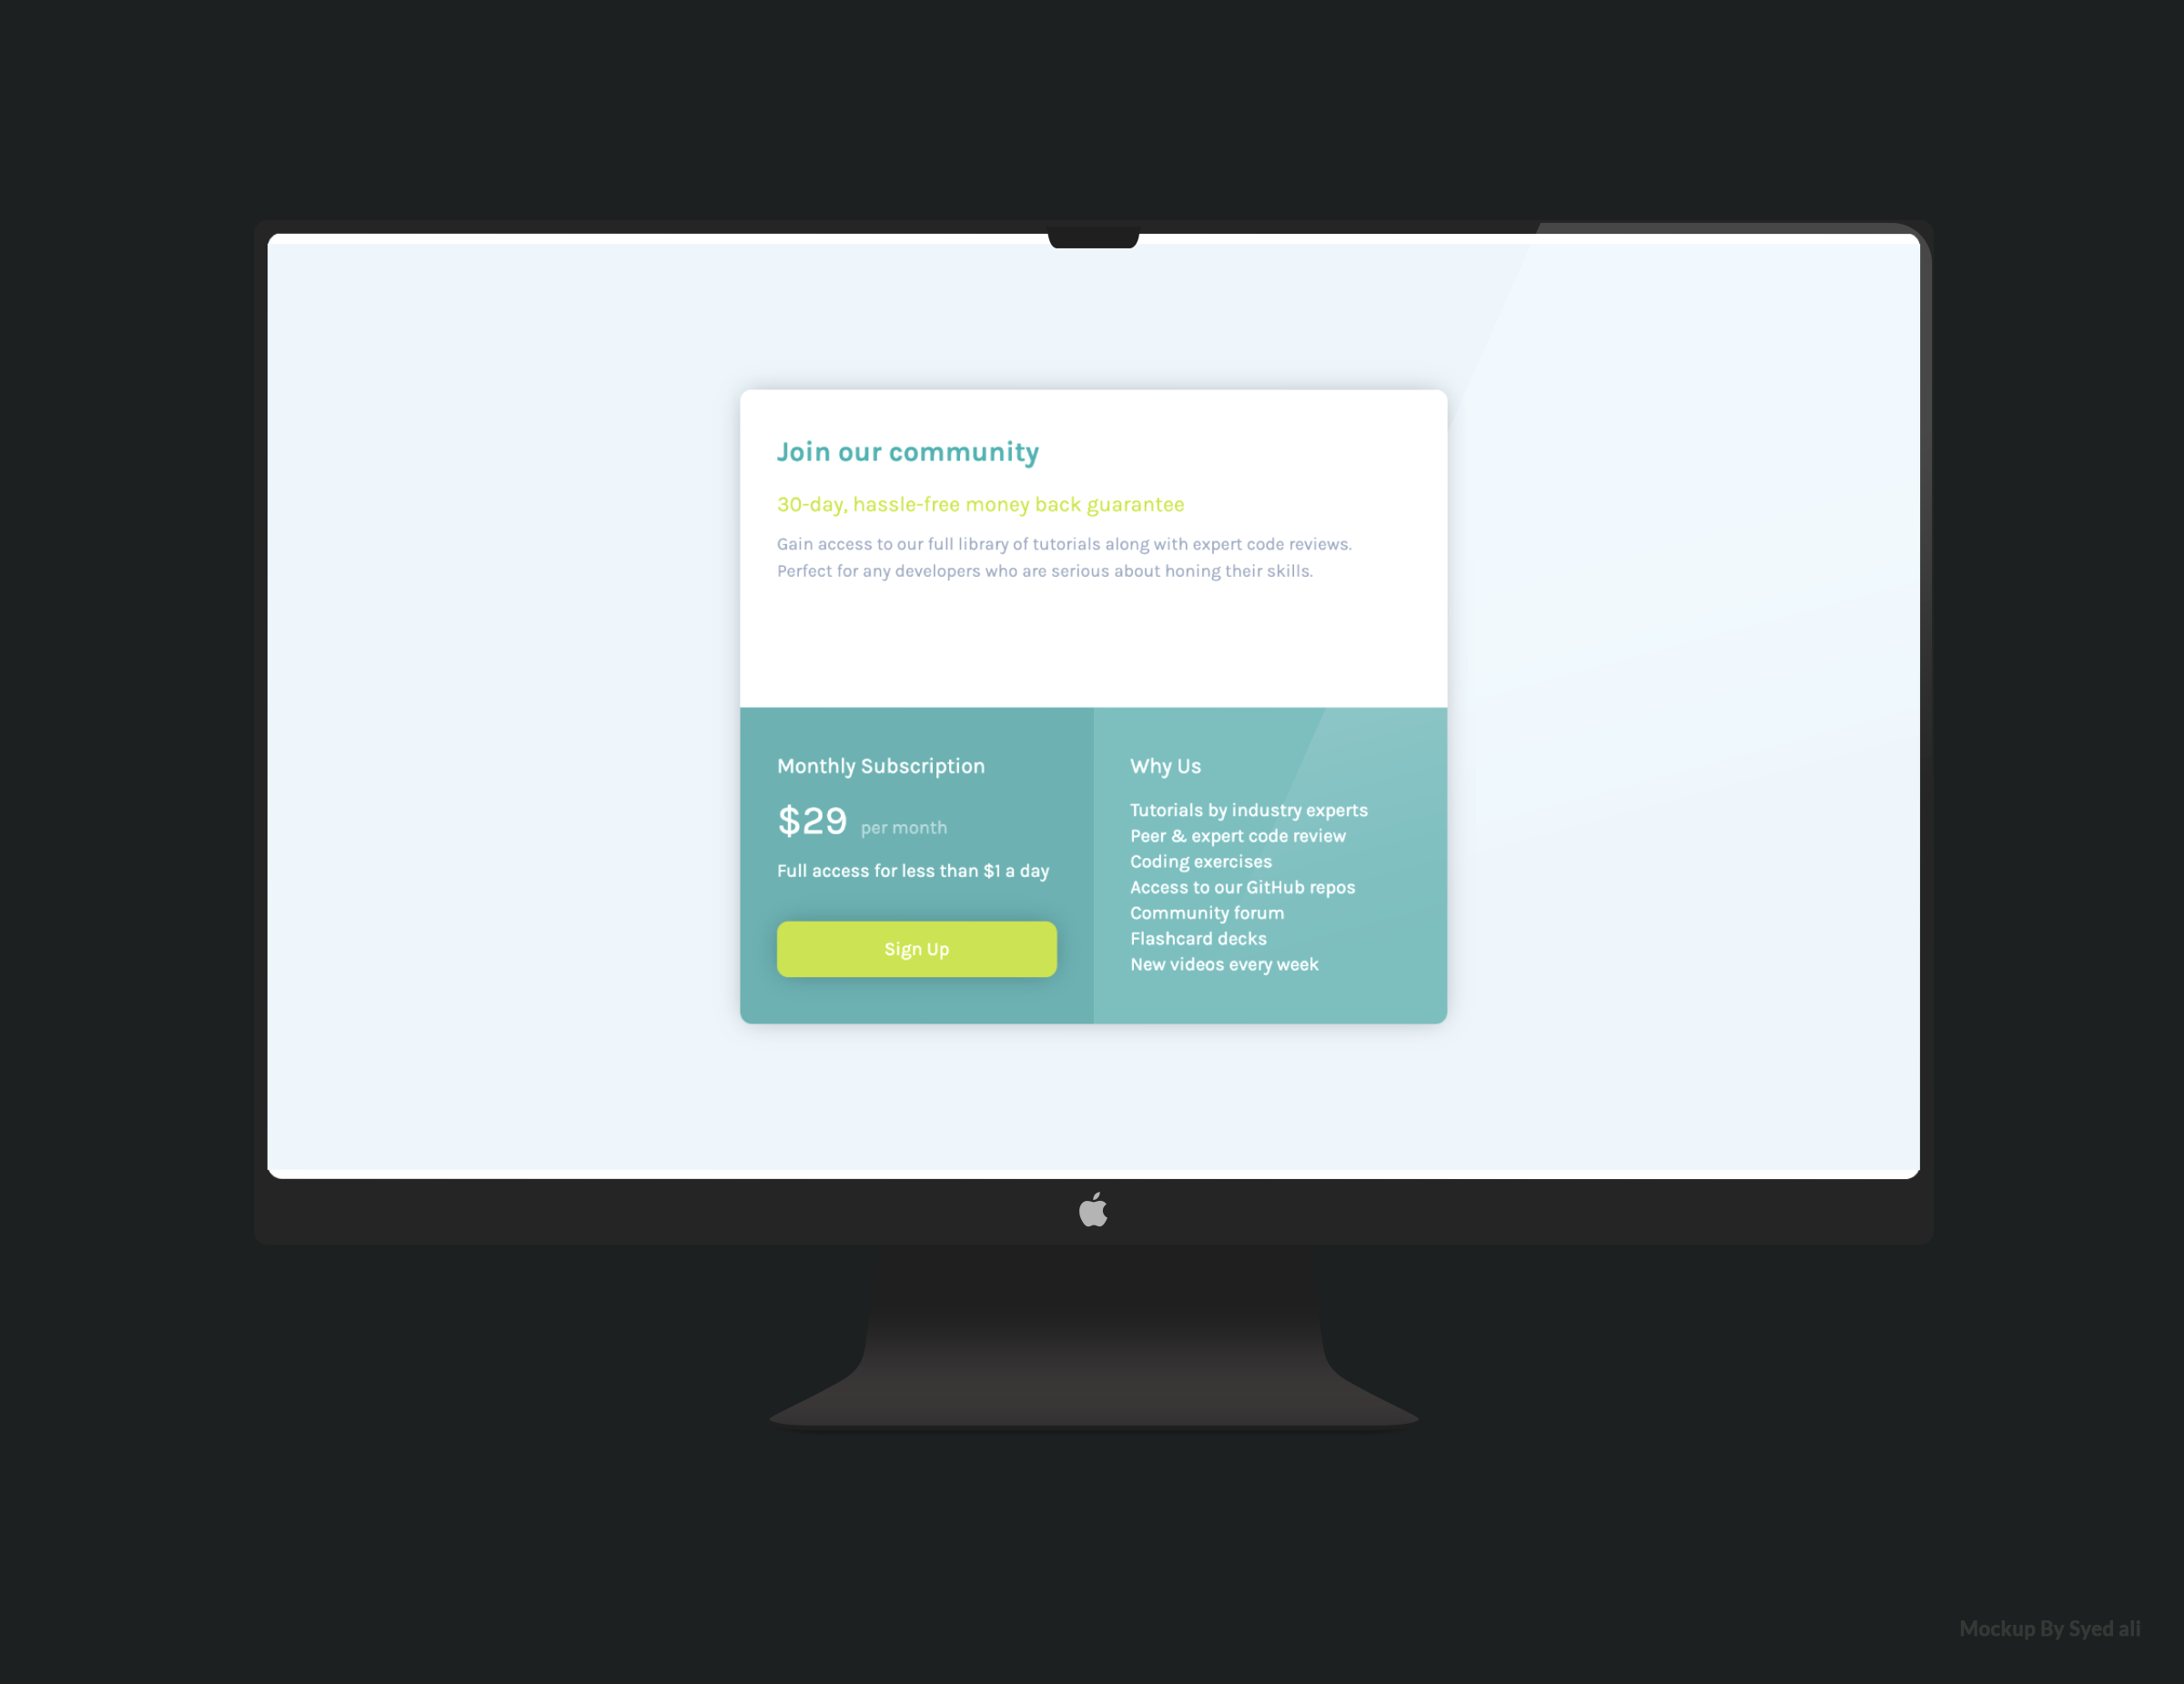 Join our community
30-day, hassle-free money back guarantee
Gain access to our full library of tutorials along with expert code reviews.
Perfect for any developers who are serious about honing their skills.
Monthly Subscription
$29 per month
Full access for less than $1 a day
Sign Up
Why Us
Tutorials by industry experts
Peer & expert code review
Coding exercises
Access to our GitHub repos
Community forum
Flashcard decks
New videos every week
Mockup By Syed ali